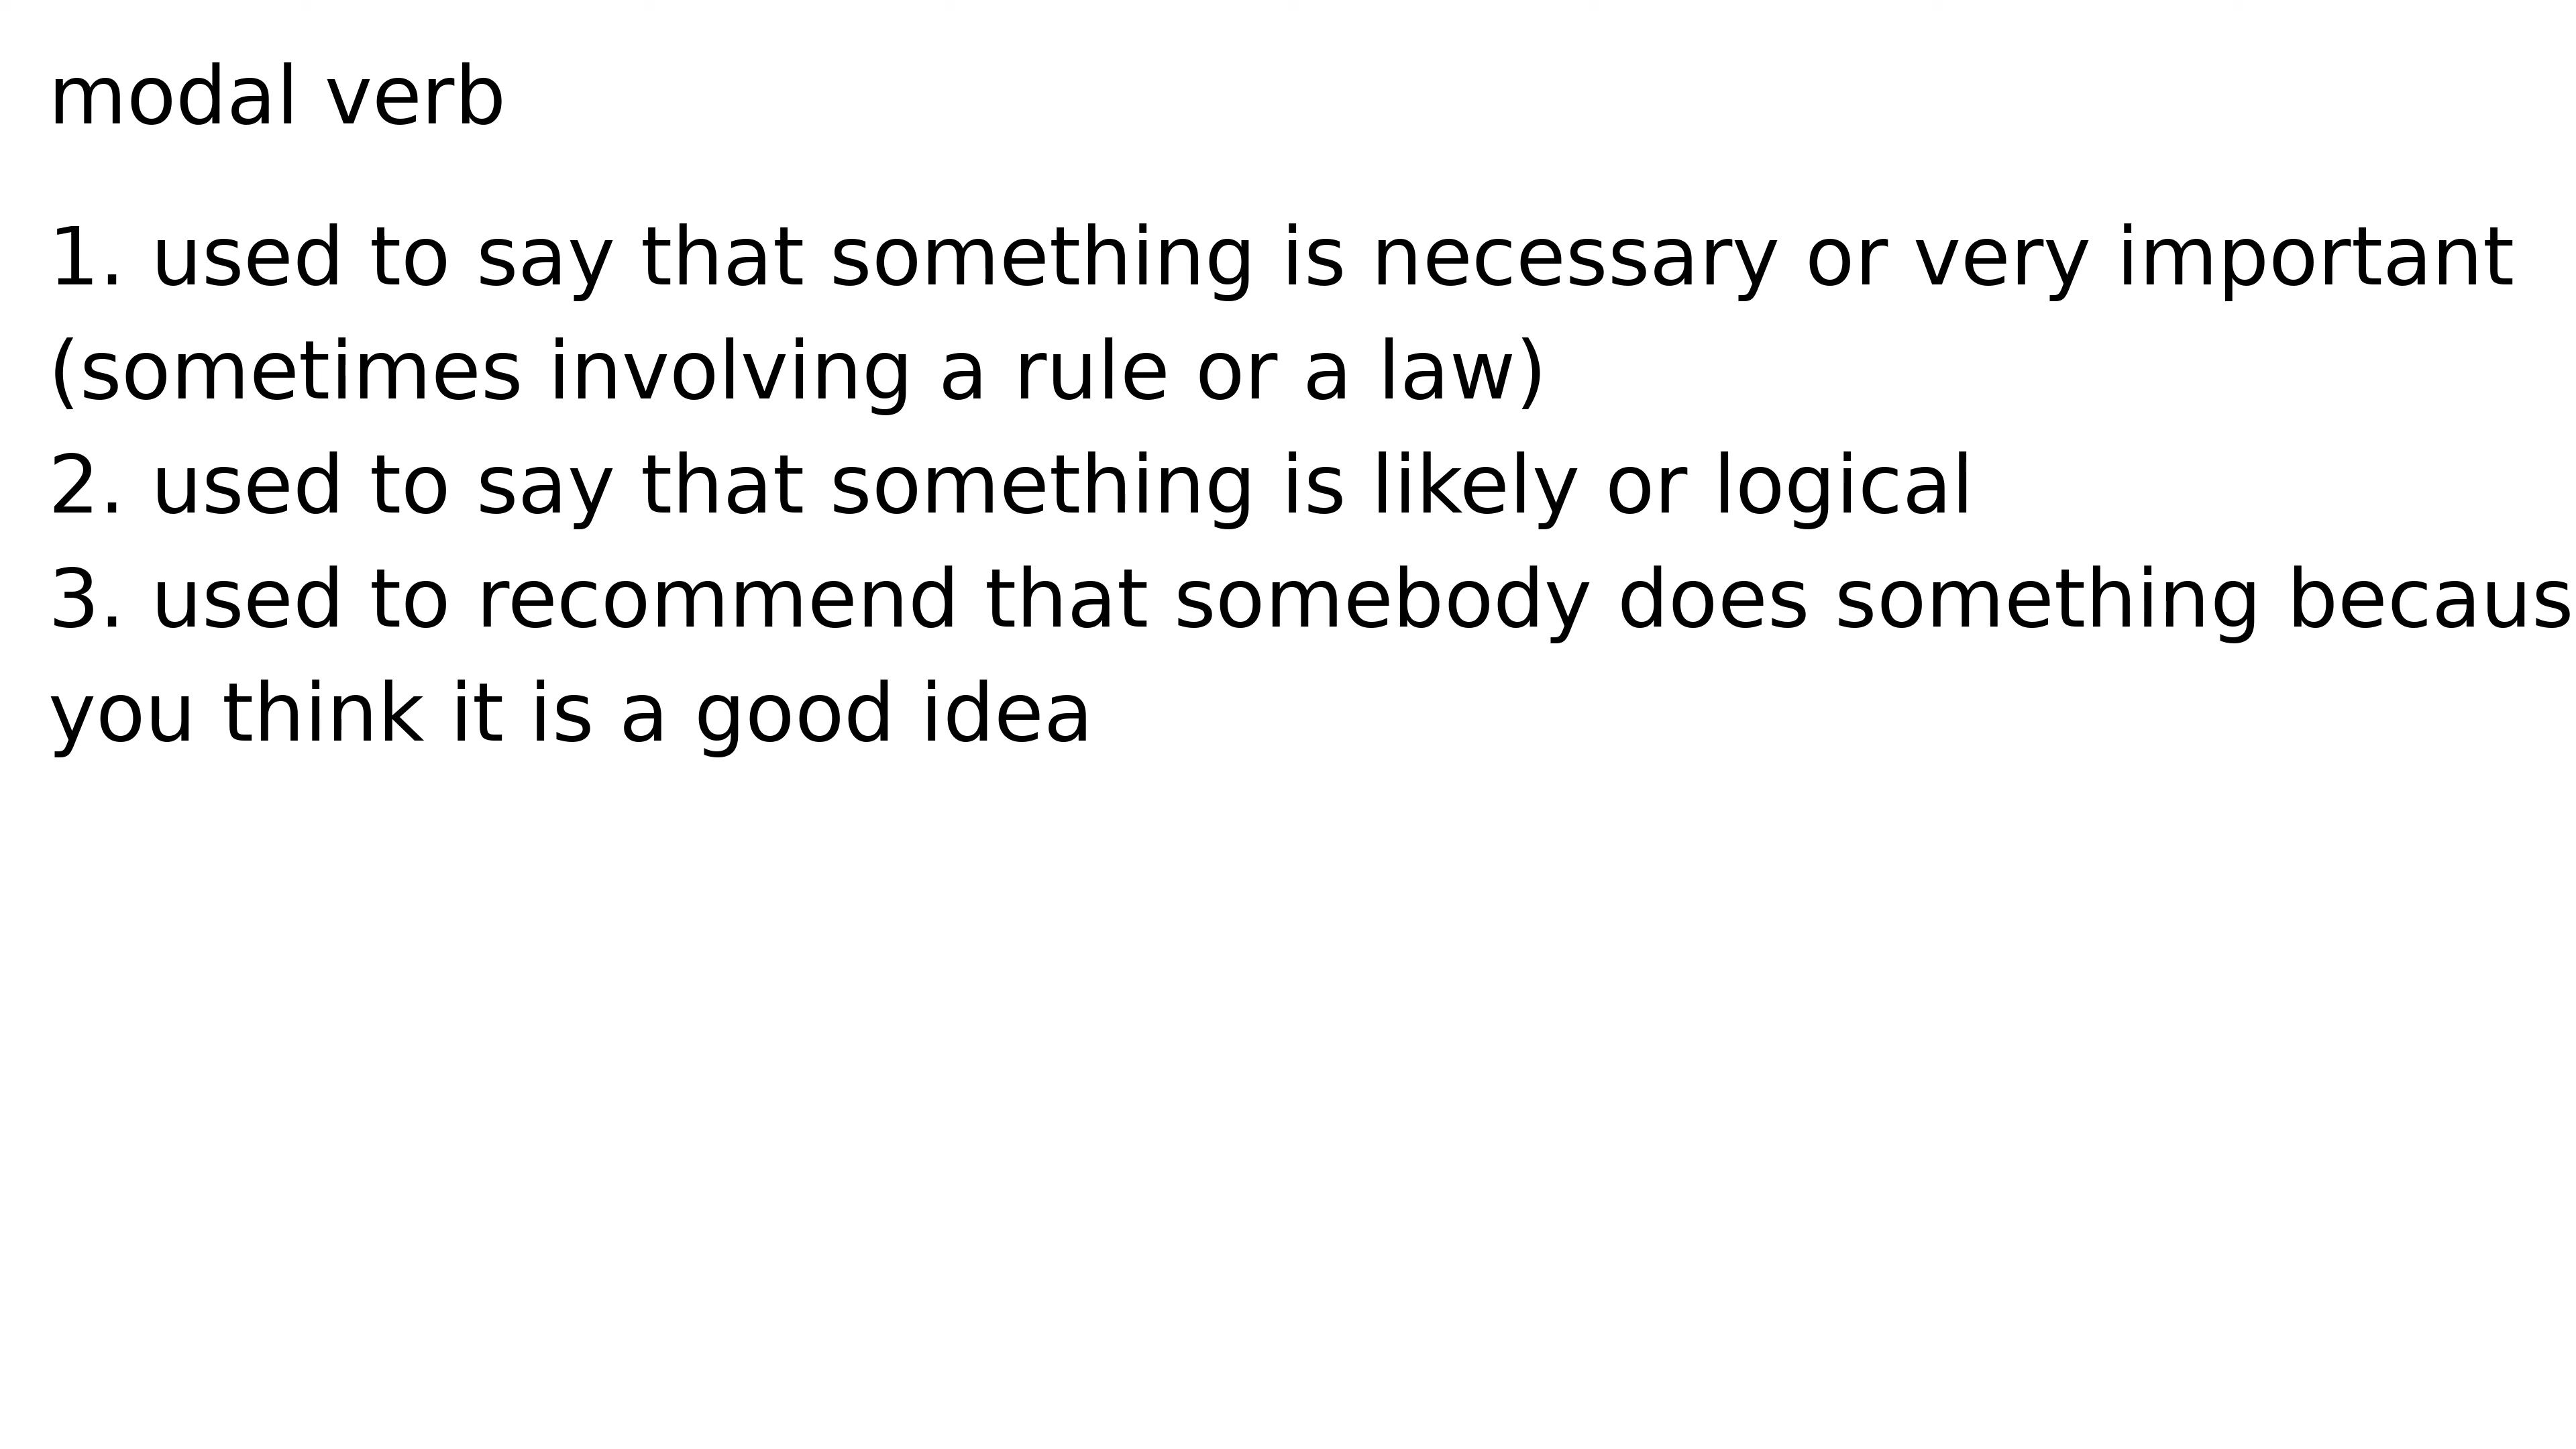 modal verb
1. used to say that something is necessary or very important
(sometimes involving a rule or a law)
2. used to say that something is likely or logical
3. used to recommend that somebody does something becaus
you think it is a good idea